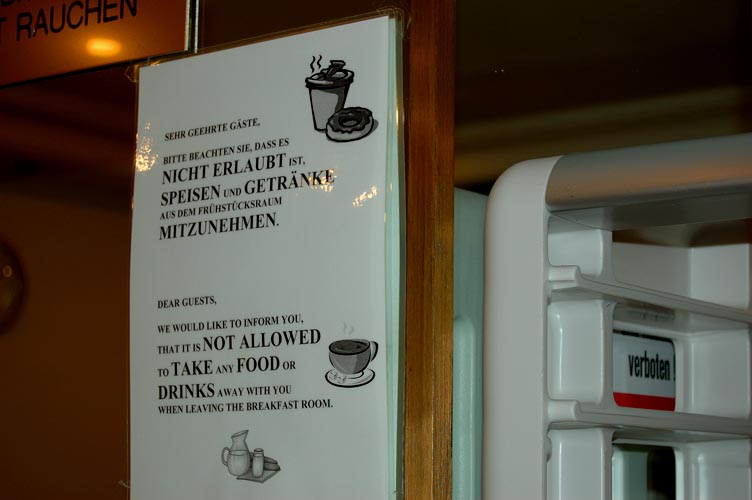 T RAUCHEN
SEHR GEEHRTE GÄSTE,
BITTE BEACHTEN SIE, DASS ES
NICHT ERLAUBT IST,
SPEISEN UND GETRÄNKE
AUS DEM FRÜHSTÜCKSRAUM
MITZUNEHMEN.
DEAR GUESTS,
WE WOULD LIKE TO INFORM YOU,
THAT IT IS NOT ALLOWED
TO TAKE ANY FOOD OR
DRINKS AWAY WITH YOU
WHEN LEAVING THE BREAKFAST ROOM.
verboten !